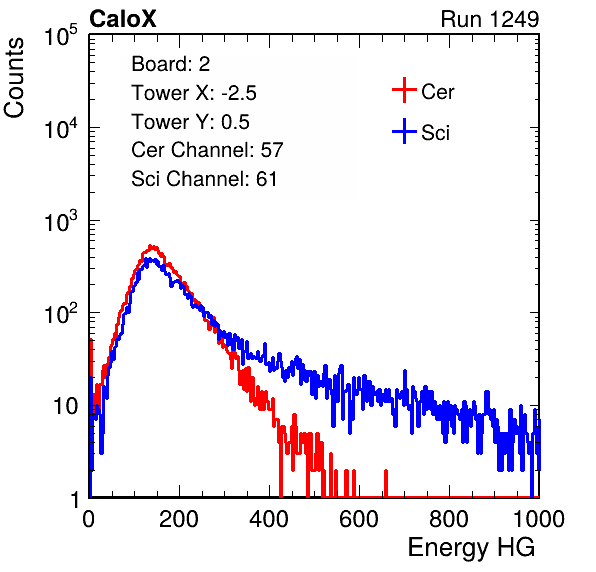 CaloX Run 1249
Counts
Board: 2
Tower X: -2.5
Tower Y: 0.5
Cer Channel: 57
Sci Channel: 61
Cer
Sci
10^5
10^4
10^3
10^2
10
1
0 200 400 600 800 1000
Energy HG